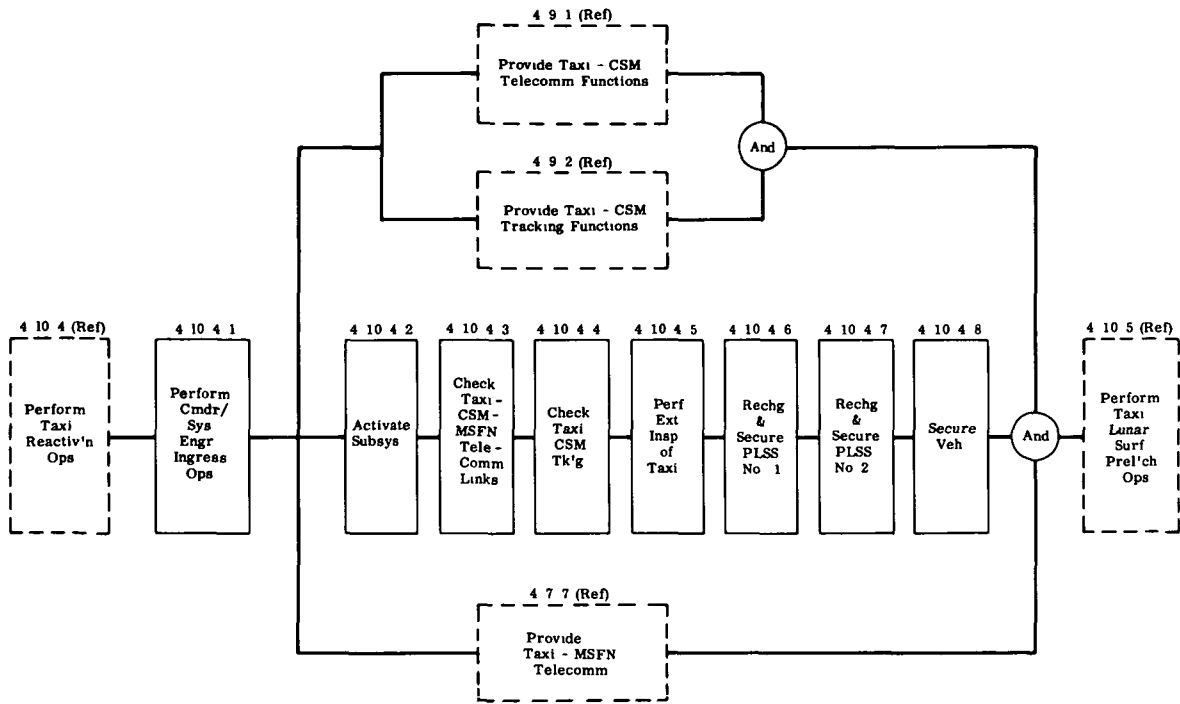 4 9 1 (Ref)
Provide Taxi - CSM
Telecomm Functions
And
4 9 2 (Ref)
Provide Taxi - CSM
Tracking Functions
4 10 4 (Ref)
Perform
Taxi
Reactiv'n
Ops
4 10 4 1
Perform
Cmdr/
Sys
Engr
Ingress
Ops
4 10 4 2
Activate
Subsys
4 10 4 3
Check
Taxi -
CSM -
MSFN
Tele -
Comm
Links
4 10 4 4
Check
Taxi
CSM
Tk'g
4 10 4 5
Perf
Ext
Insp
of
Taxi
4 10 4 6
Rechg
&
Secure
PLSS
No 1
4 10 4 7
Rechg
&
Secure
PLSS
No 2
4 10 4 8
Secure
Veh
And
4 10 5 (Ref)
Perform
Taxi
Lunar
Surf
Prel'ch
Ops
4 7 7 (Ref)
Provide
Taxi - MSFN
Telecomm